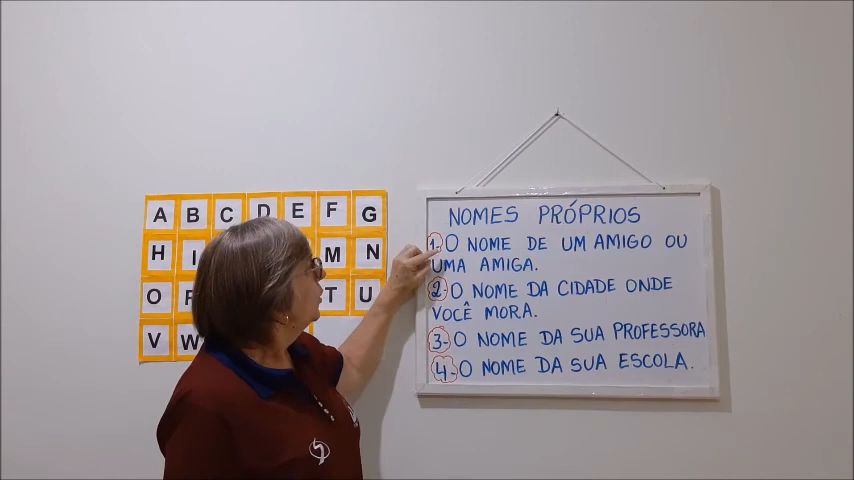 A B C D E F G
H I M N
O T U
V W
NOMES PRÓPRIOS
1- O NOME DE UM AMIGO OU
UMA AMIGA.
2- O NOME DA CIDADE ONDE
VOCÊ MORA.
3- O NOME DA SUA PROFESSORA
4- O NOME DA SUA ESCOLA.